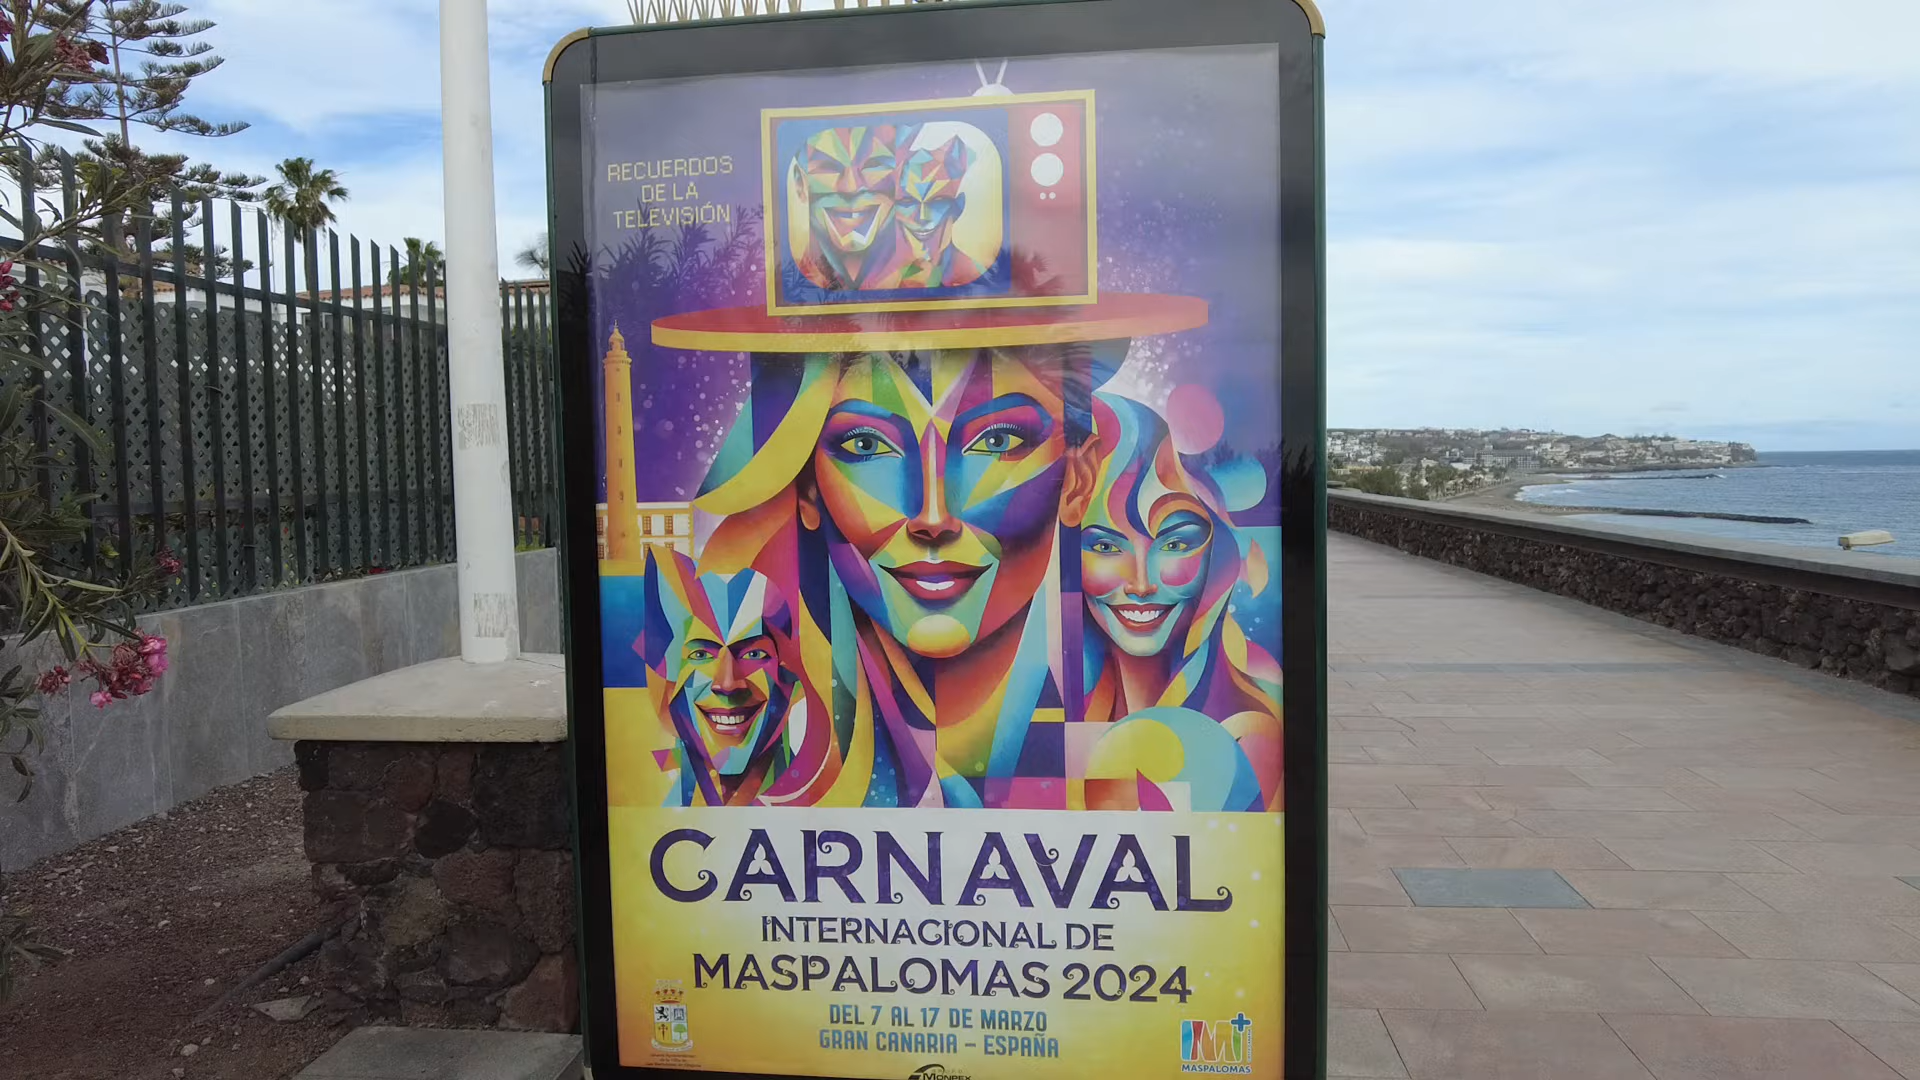 RECUERDOS
DE LA
TELEVISIÓN
CARNAVAL
INTERNACIONAL DE
MASPALOMAS 2024
DEL 7 AL 17 DE MARZO
GRAN CANARIA – ESPAÑA
MASPALOMAS
MONPEX